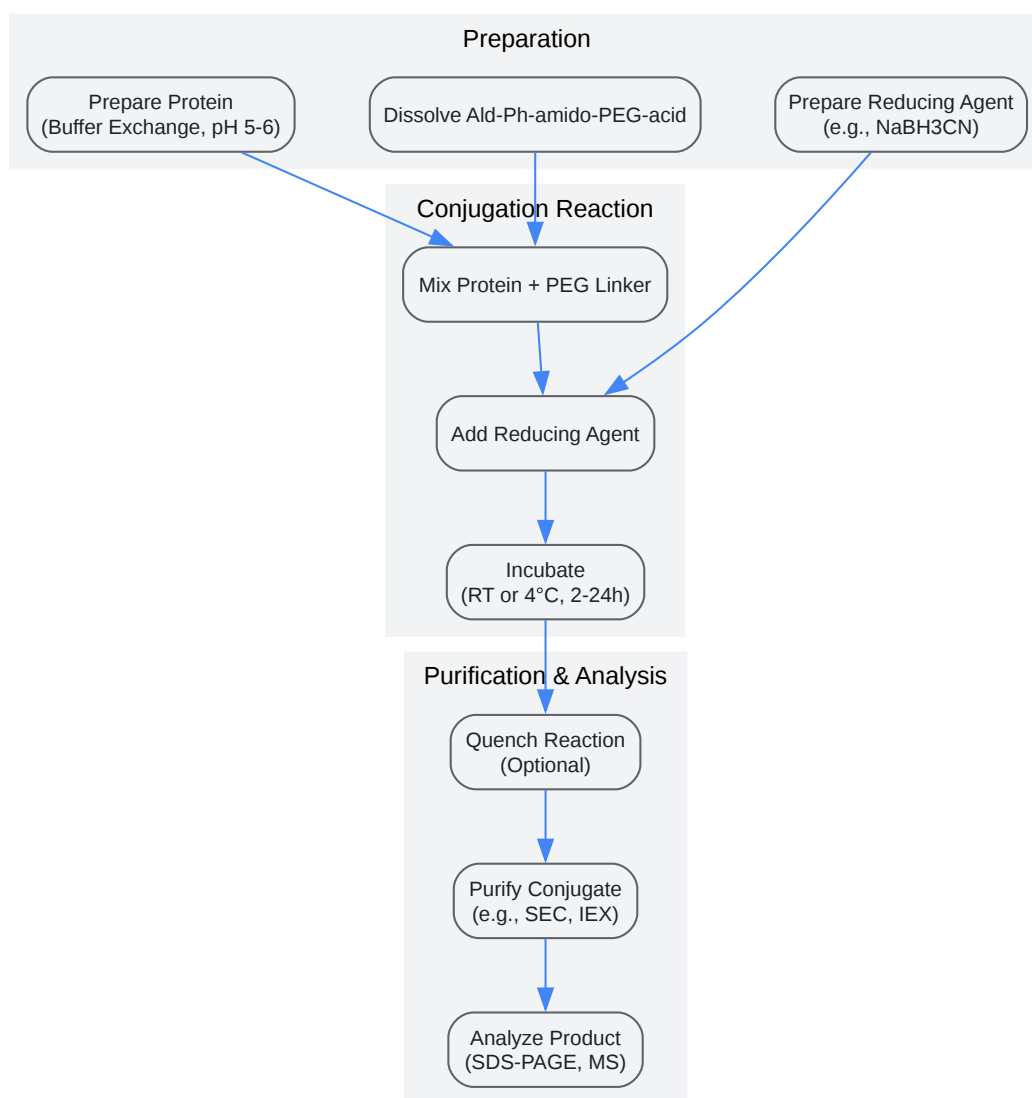 Preparation
Prepare Protein
(Buffer Exchange, pH 5-6)
Dissolve Ald-Ph-amido-PEG-acid
Prepare Reducing Agent
(e.g., NaBH3CN)
Conjugation Reaction
Mix Protein + PEG Linker
Add Reducing Agent
Incubate
(RT or 4°C, 2-24h)
Purification & Analysis
Quench Reaction
(Optional)
Purify Conjugate
(e.g., SEC, IEX)
Analyze Product
(SDS-PAGE, MS)